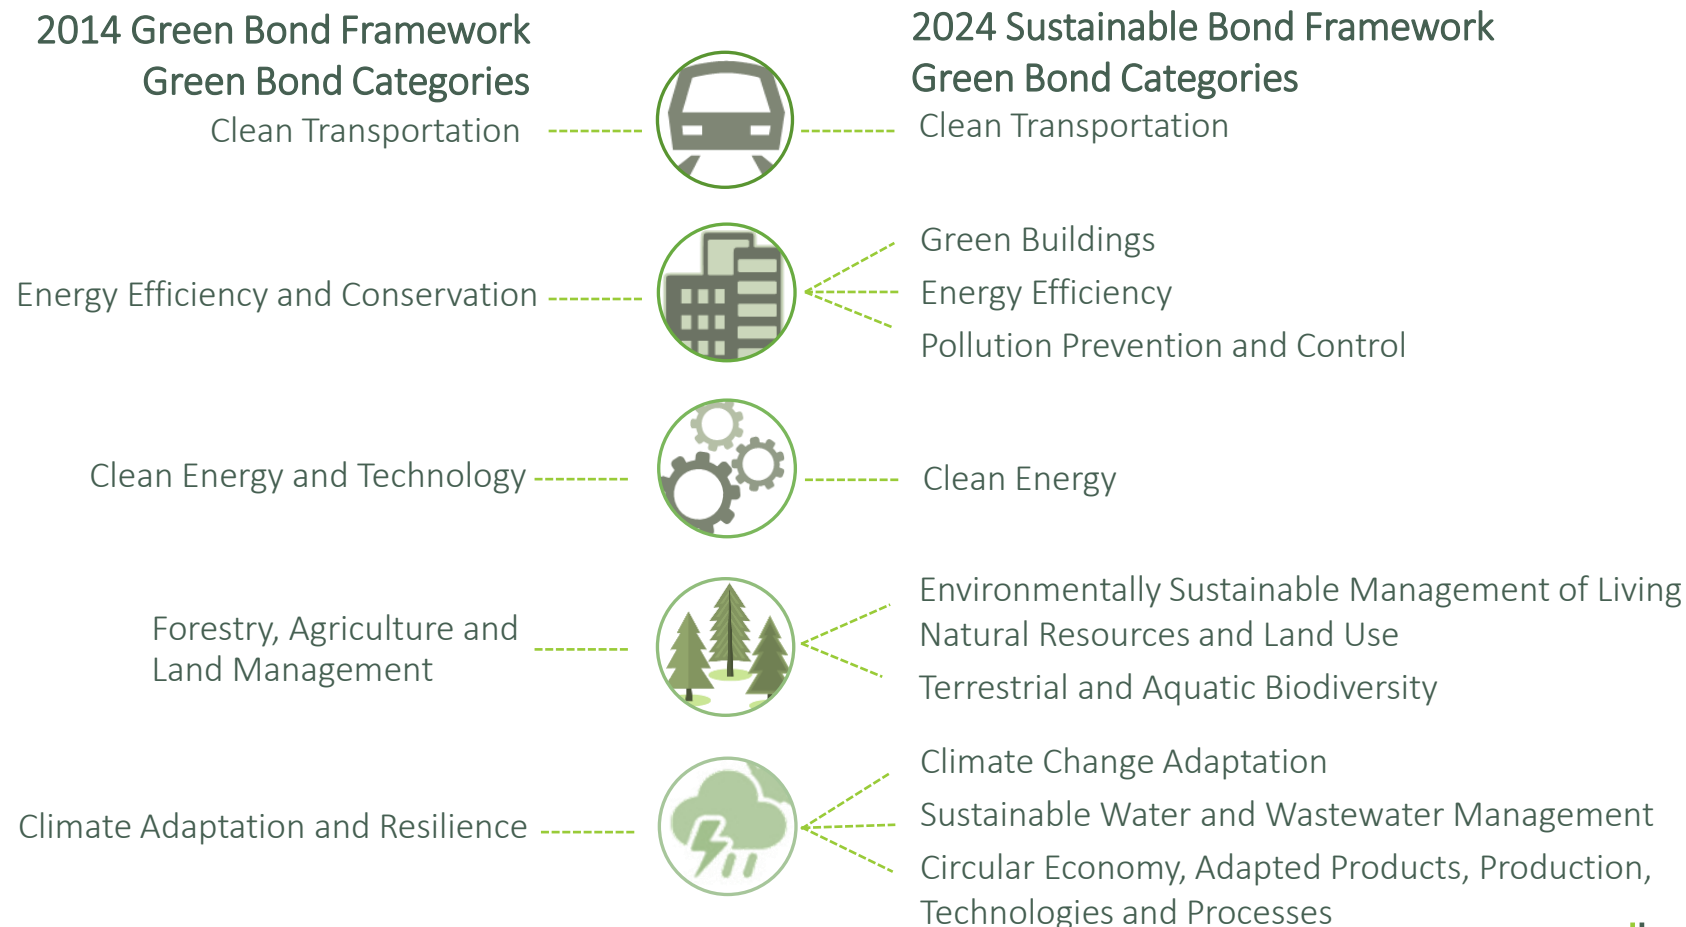 2014 Green Bond Framework
Green Bond Categories
Clean Transportation
Energy Efficiency and Conservation
Clean Energy and Technology
Forestry, Agriculture and
Land Management
Climate Adaptation and Resilience
2024 Sustainable Bond Framework
Green Bond Categories
Clean Transportation
Green Buildings
Energy Efficiency
Pollution Prevention and Control
Clean Energy
Environmentally Sustainable Management of Living
Natural Resources and Land Use
Terrestrial and Aquatic Biodiversity
Climate Change Adaptation
Sustainable Water and Wastewater Management
Circular Economy, Adapted Products, Production,
Technologies and Processes